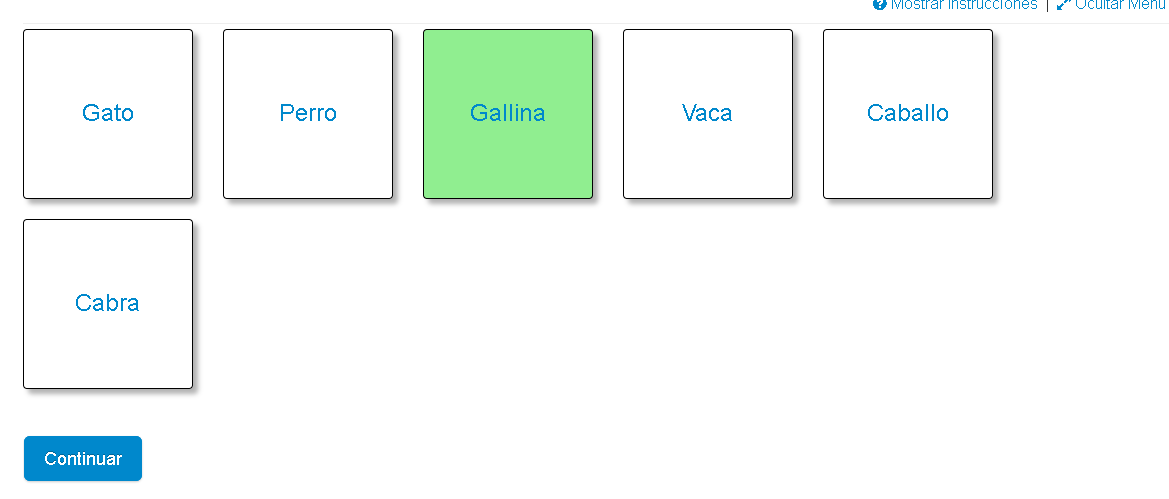 Mostrar Instrucciones | Ocultar Menú
Gato
Perro
Gallina
Vaca
Caballo
Cabra
Continuar